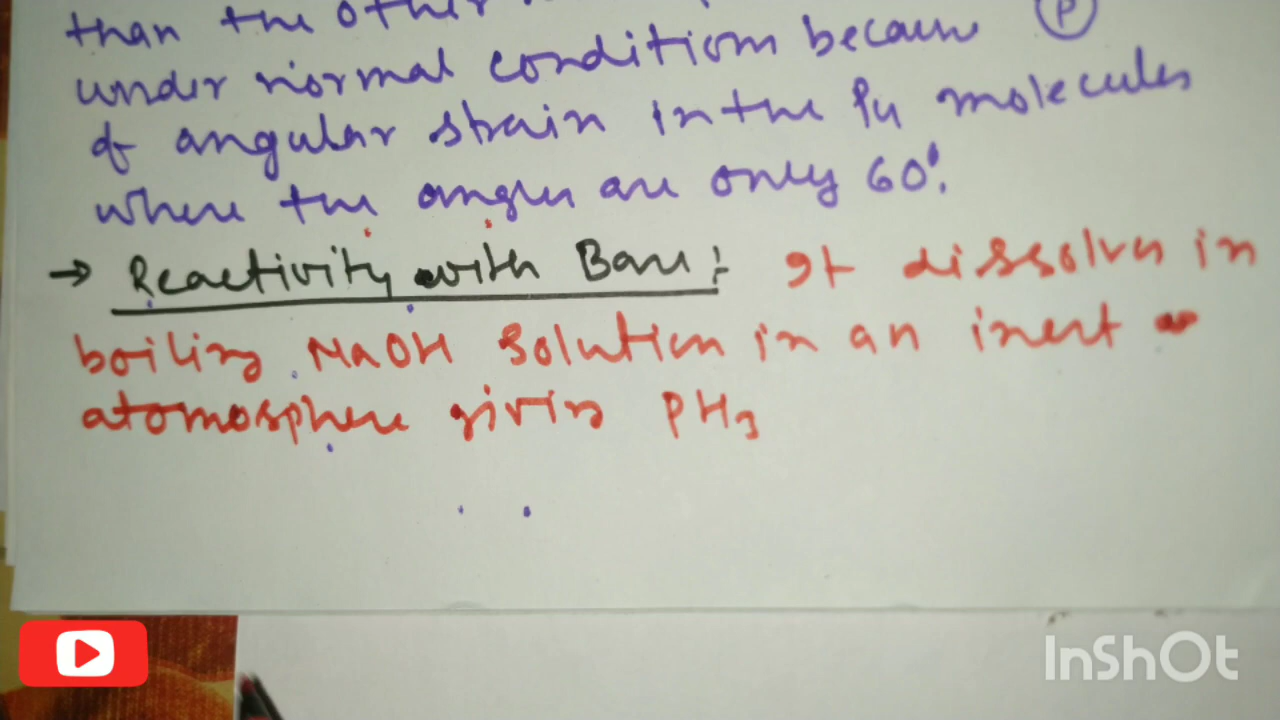 than the other
under normal conditions because P
of angular strain in the P4 molecules
where the angles are only 60°.
→ Reactivity with Base :- It dissolves in
boiling NaOH solution in an inert
atomosphere giving PH3
InShOt